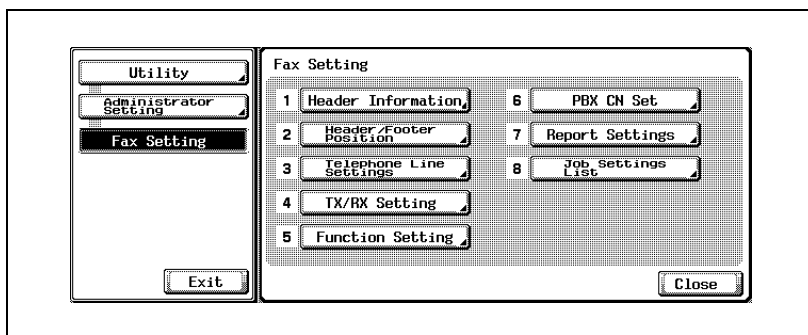 Utility
Administrator
Setting
Fax Setting
Exit
Fax Setting
1 Header Information
2 Header/Footer
Position
3 Telephone Line
Settings
4 TX/RX Setting
5 Function Setting
6 PBX CN Set
7 Report Settings
8 Job Settings
List
Close